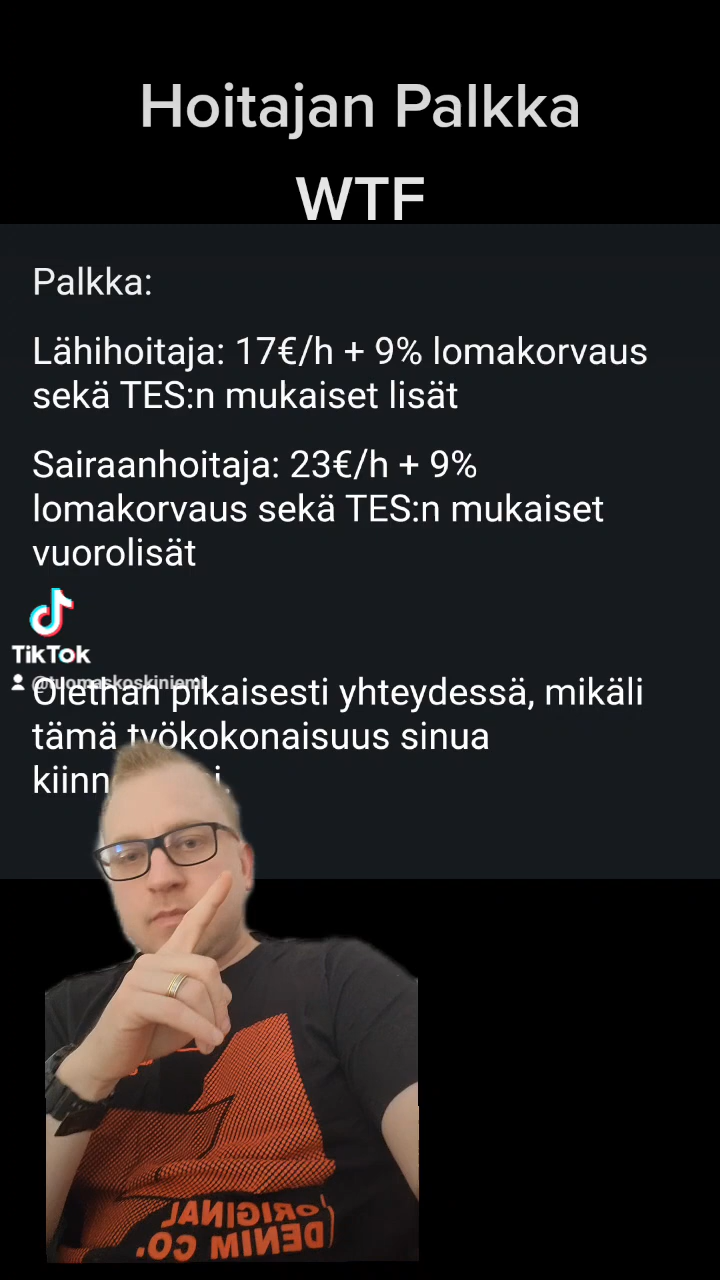 Hoitajan Palkka
WTF
Palkka:
Lähihoitaja: 17€/h + 9% lomakorvaus
sekä TES:n mukaiset lisät
Sairaanhoitaja: 23€/h + 9%
lomakorvaus sekä TES:n mukaiset
vuorolisät
TikTok
@tuomaskoskiniemi
Olethan pikaisesti yhteydessä, mikäli
tämä työkokonaisuus sinua
ORIGINAL
DENIM CO.